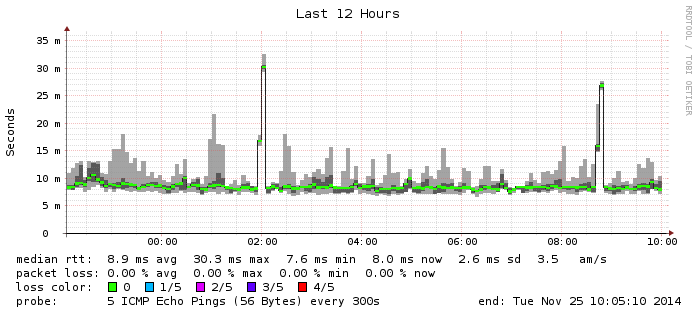 Last 12 Hours
RRDTOOL / TOBI OETIKER
Seconds
35 m
30 m
25 m
20 m
15 m
10 m
5 m
0
00:00 02:00 04:00 06:00 08:00 10:00
median rtt: 8.9 ms avg 30.3 ms max 7.6 ms min 8.0 ms now 2.6 ms sd 3.5 am/s
packet loss: 0.00 % avg 0.00 % max 0.00 % min 0.00 % now
loss color: 0 1/5 2/5 3/5 4/5
probe: 5 ICMP Echo Pings (56 Bytes) every 300s end: Tue Nov 25 10:05:10 2014